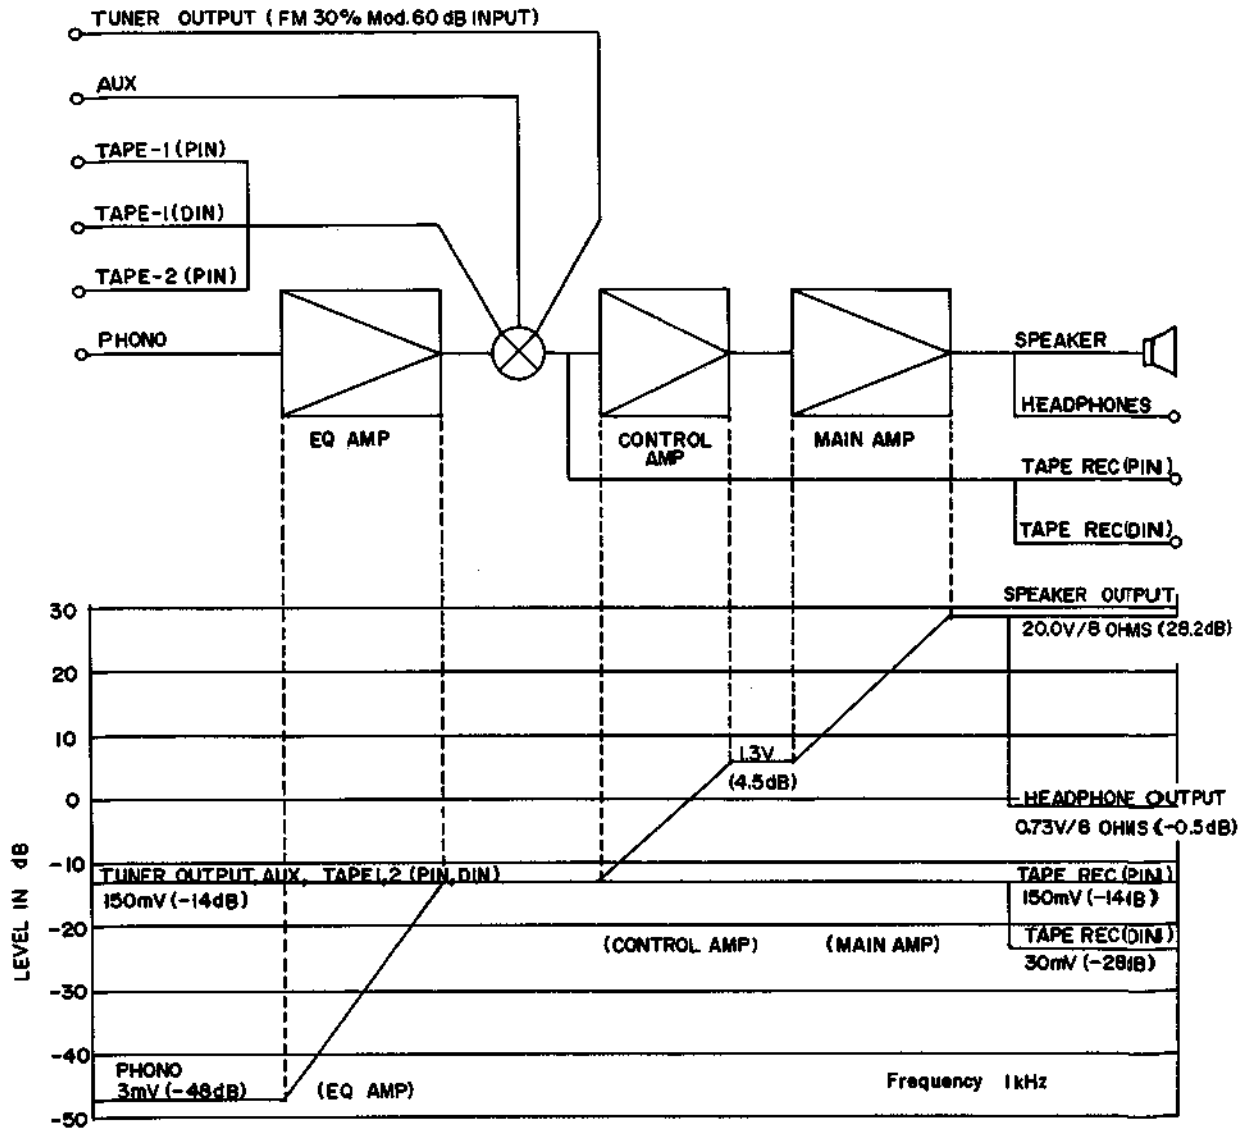 TUNER OUTPUT (FM 30% Mod. 60 dB INPUT)
AUX
TAPE-1 (PIN)
TAPE-1 (DIN)
TAPE-2 (PIN)
PHONO
EQ AMP
CONTROL
AMP
MAIN AMP
SPEAKER
HEADPHONES
TAPE REC (PIN)
TAPE REC (DIN)
SPEAKER OUTPUT
20.0V/8 OHMS (28.2dB)
30
20
10
0
-10
-20
-30
-40
-50
LEVEL IN dB
1.3V
(4.5dB)
HEADPHONE OUTPUT
0.73V/8 OHMS (-0.5dB)
TUNER OUTPUT, AUX, TAPE 1, 2 (PIN, DIN)
150mV (-14dB)
TAPE REC (PIN)
150mV (-14dB)
(CONTROL AMP)
(MAIN AMP)
TAPE REC (DIN)
30mV (-28dB)
PHONO
3mV (-48dB)
(EQ AMP)
Frequency 1kHz